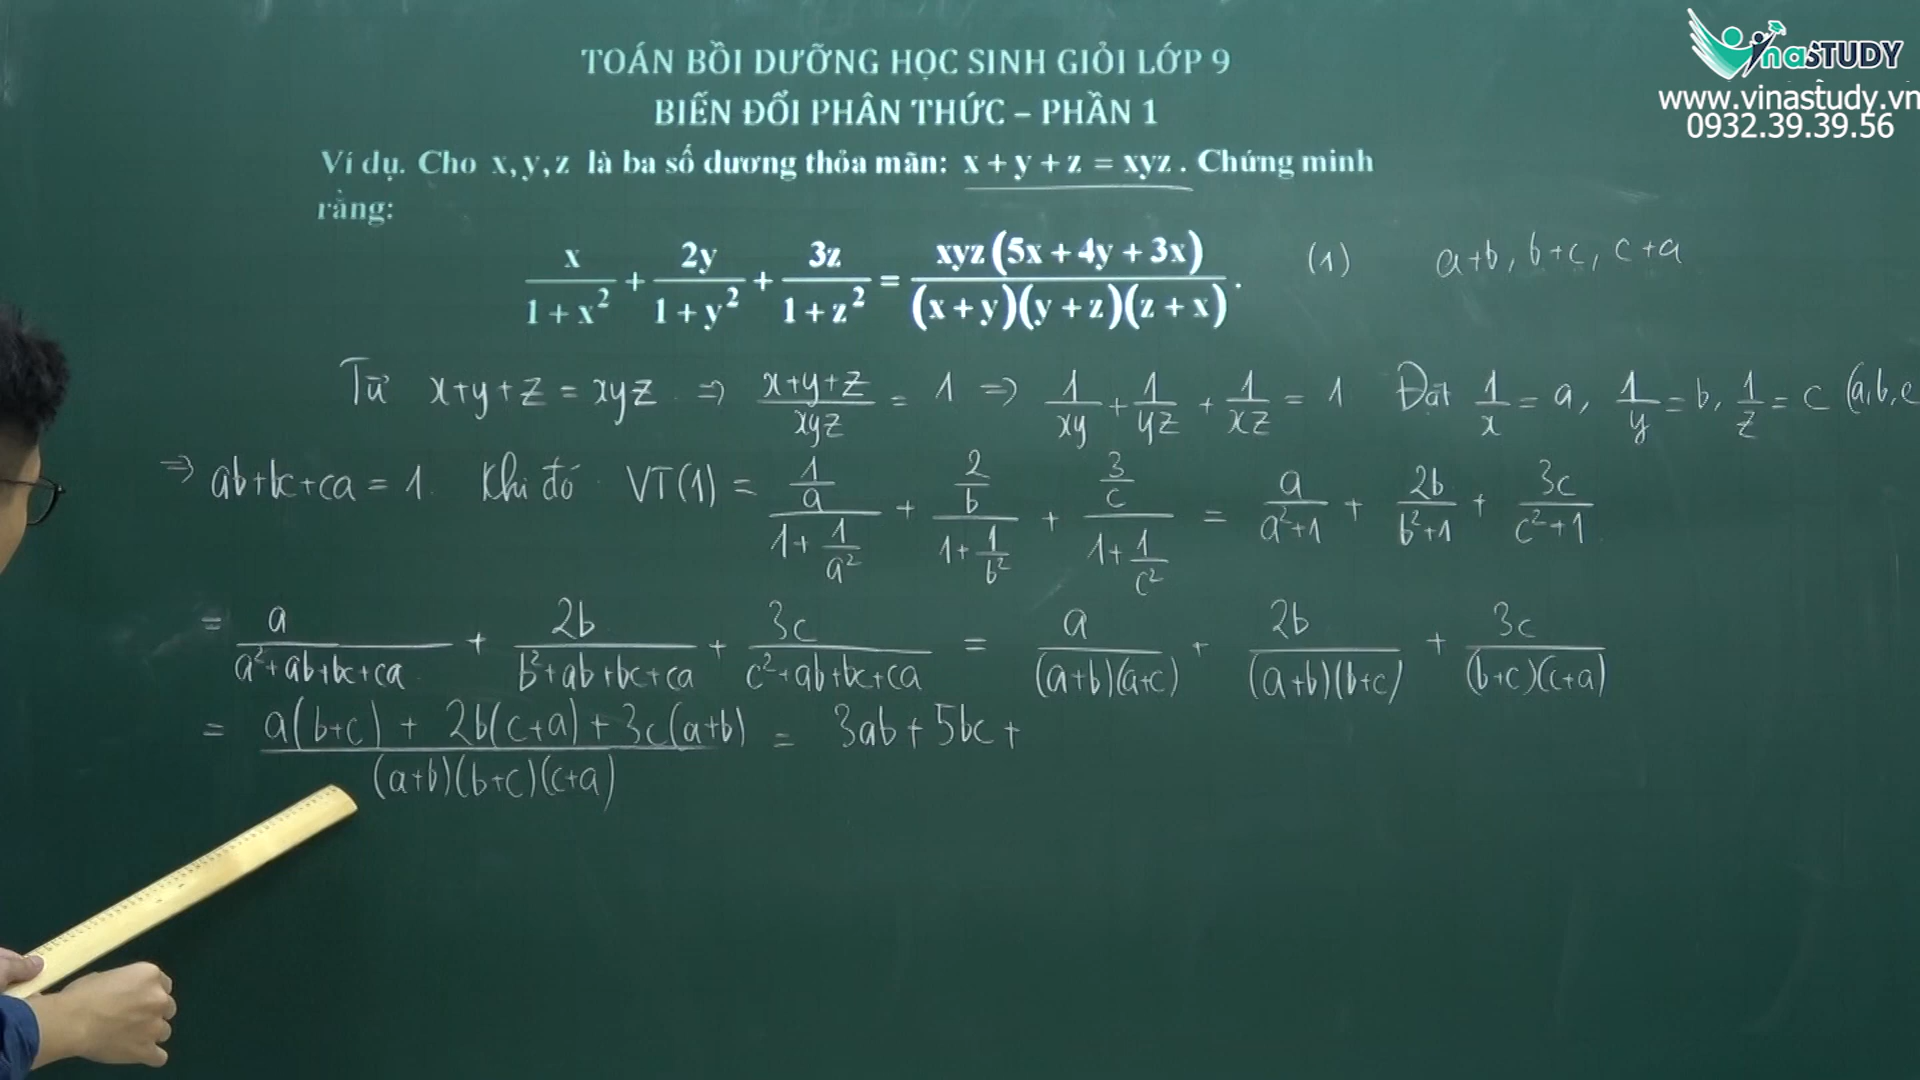 VinaSTUDY
www.vinastudy.vn
0932.39.39.56
TOÁN BỒI DƯỠNG HỌC SINH GIỎI LỚP 9
BIẾN ĐỔI PHÂN THỨC – PHẦN 1
Ví dụ. Cho x, y, z là ba số dương thỏa mãn: x + y + z = xyz . Chứng minh
rằng:
x/(1 + x²) + 2y/(1 + y²) + 3z/(1 + z²) = xyz(5x + 4y + 3x)/((x + y)(y + z)(z + x)). (1) a+b, b+c, c+a
Từ x+y+z = xyz ⇒ (x+y+z)/(xyz) = 1 ⇒ 1/(xy) + 1/(yz) + 1/(xz) = 1 Đặt 1/x = a, 1/y = b, 1/z = c (a,b,c
⇒ ab+bc+ca = 1. Khi đó VT(1) = (1/a)/(1+1/a²) + (2/b)/(1+1/b²) + (3/c)/(1+1/c²) = a/(a²+1) + 2b/(b²+1) + 3c/(c²+1)
= a/(a²+ab+bc+ca) + 2b/(b²+ab+bc+ca) + 3c/(c²+ab+bc+ca) = a/((a+b)(a+c)) + 2b/((a+b)(b+c)) + 3c/((b+c)(c+a))
= (a(b+c) + 2b(c+a) + 3c(a+b))/((a+b)(b+c)(c+a)) = 3ab + 5bc +